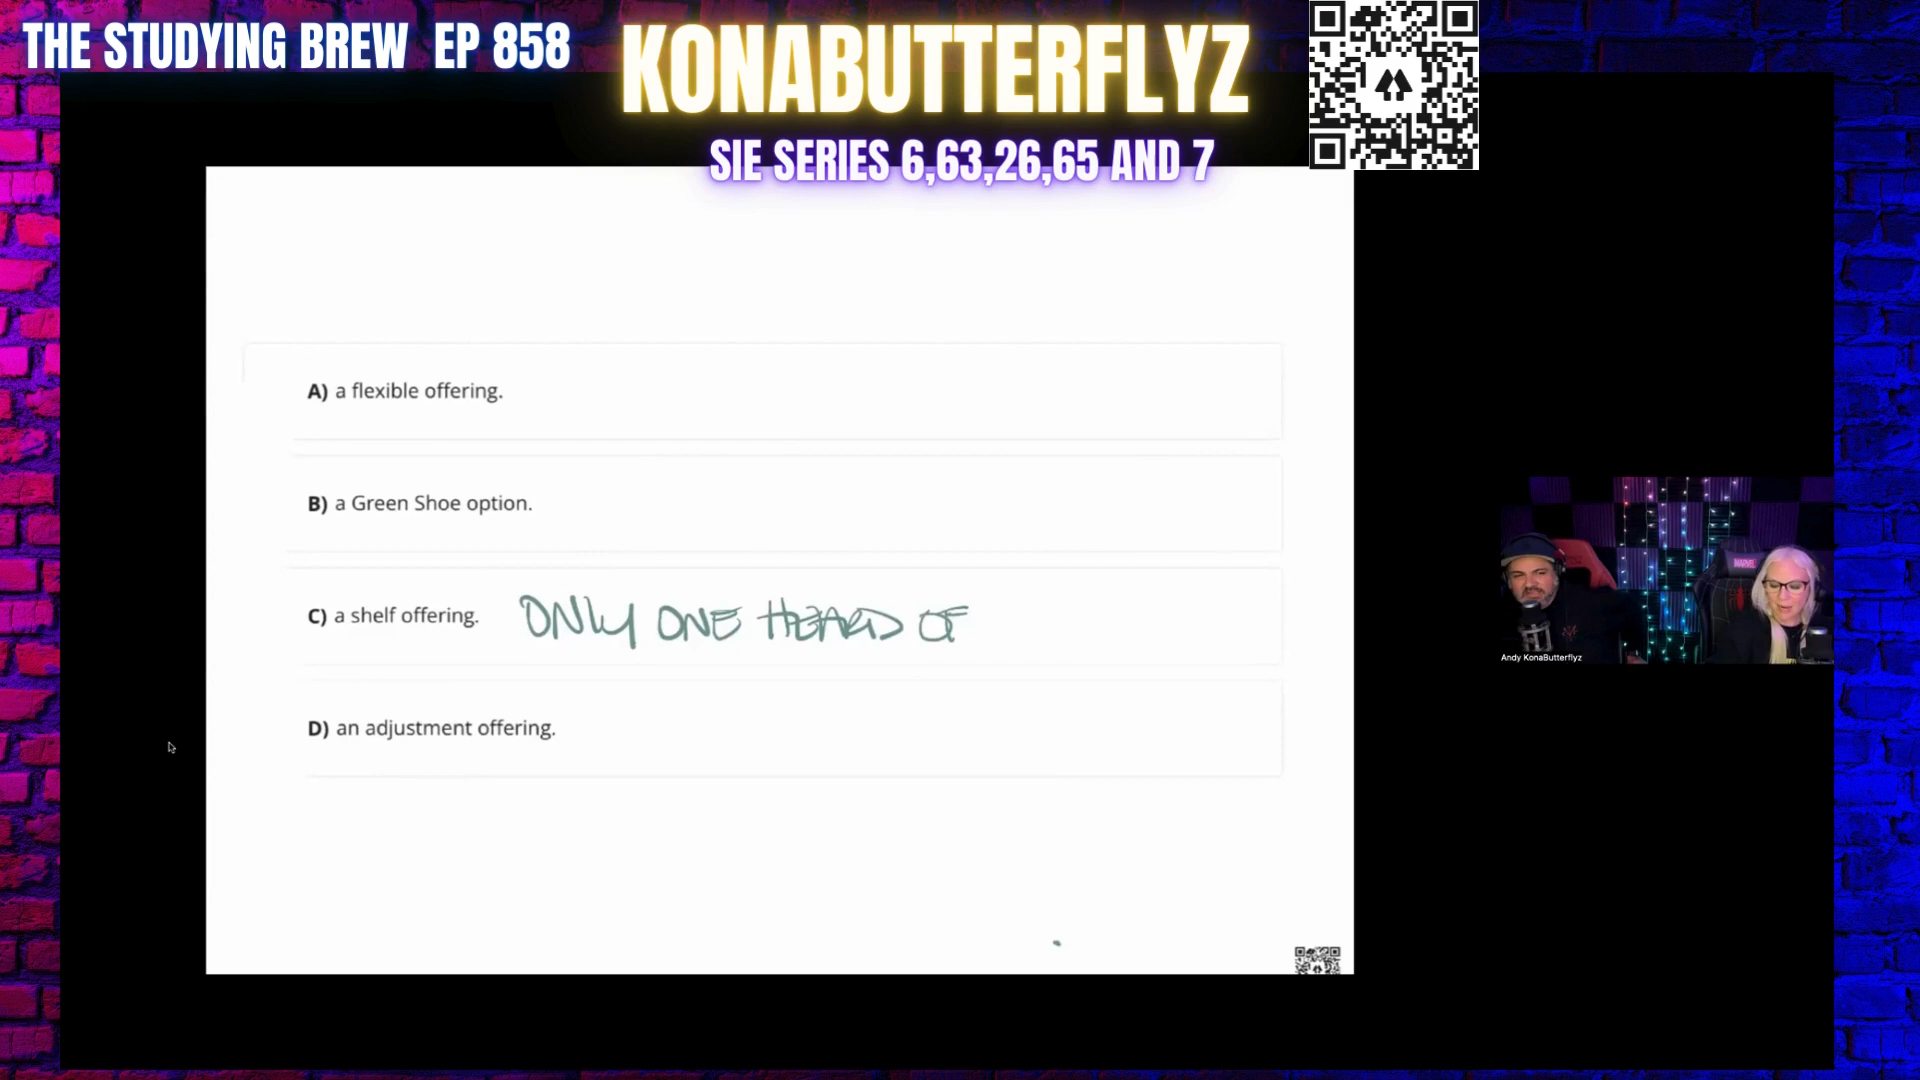 THE STUDYING BREW EP 858
KONABUTTERFLYZ
SIE SERIES 6,63,26,65 AND 7
A) a flexible offering.
B) a Green Shoe option.
C) a shelf offering. ONLY ONE HEARD OF
D) an adjustment offering.
MARVEL
Andy KonaButterflyz